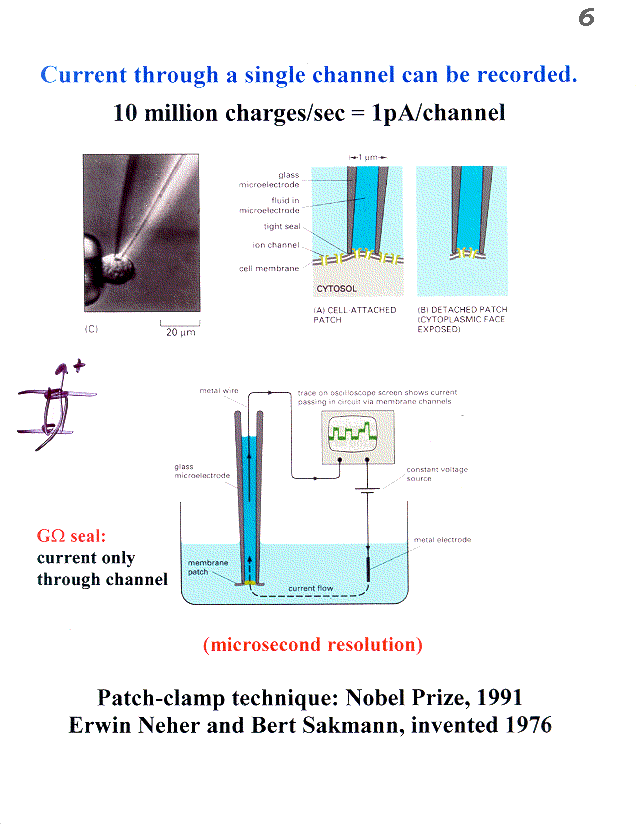 6
Current through a single channel can be recorded.
10 million charges/sec = 1pA/channel
1 µm
glass
microelectrode
fluid in
microelectrode
tight seal
ion channel
cell membrane
CYTOSOL
(A) CELL-ATTACHED
PATCH
(B) DETACHED PATCH
(CYTOPLASMIC FACE
EXPOSED)
(C)
20 µm
+
metal wire
trace on oscilloscope screen shows current
passing in circuit via membrane channels
glass
microelectrode
constant voltage
source
metal electrode
GΩ seal:
current only
through channel
membrane
patch
current flow
(microsecond resolution)
Patch-clamp technique: Nobel Prize, 1991
Erwin Neher and Bert Sakmann, invented 1976